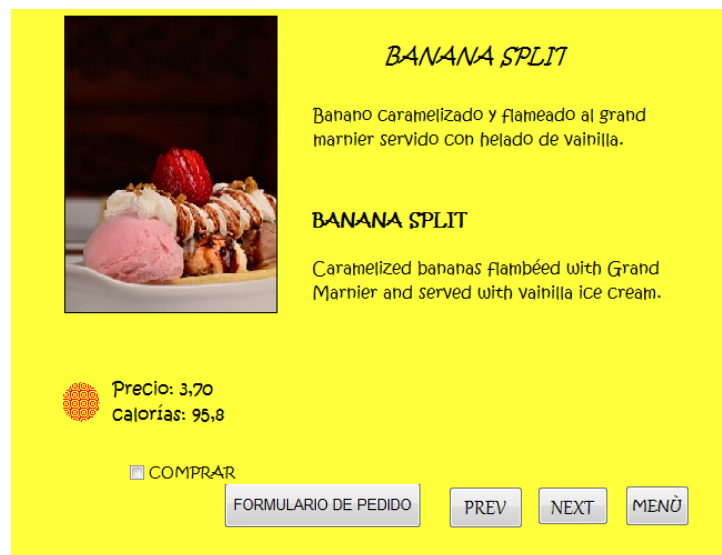 BANANA SPLIT
Banano caramelizado y flameado al grand
marnier servido con helado de vainilla.
BANANA SPLIT
Caramelized bananas flambéed with Grand
Marnier and served with vainilla ice cream.
Precio: 3,70
Calorías: 95,8
COMPRAR
FORMULARIO DE PEDIDO
PREV
NEXT
MENÙ